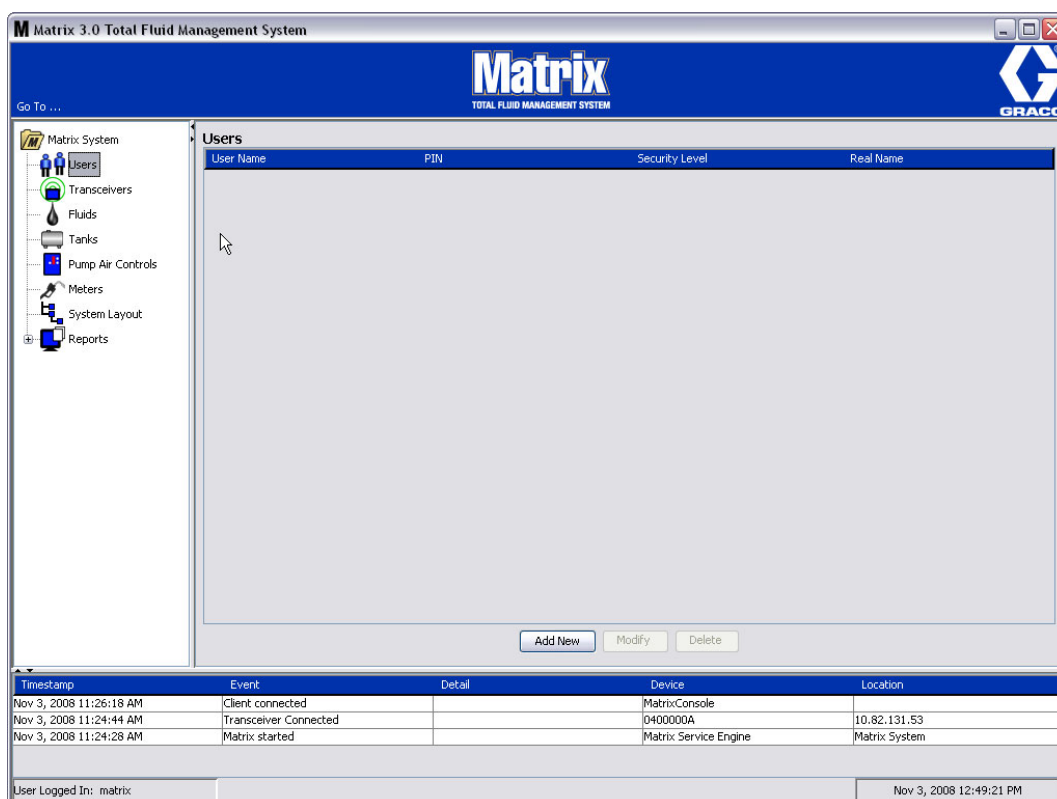 M Matrix 3.0 Total Fluid Management System
Matrix
TOTAL FLUID MANAGEMENT SYSTEM
Go To ...
G
GRACO
Matrix System
Users
Transceivers
Fluids
Tanks
Pump Air Controls
Meters
System Layout
Reports
Users
User Name PIN Security Level Real Name
Add New Modify Delete
Timestamp Event Detail Device Location
Nov 3, 2008 11:26:18 AM Client connected MatrixConsole
Nov 3, 2008 11:24:44 AM Transceiver Connected 0400000A 10.82.131.53
Nov 3, 2008 11:24:28 AM Matrix started Matrix Service Engine Matrix System
User Logged In: matrix Nov 3, 2008 12:49:21 PM